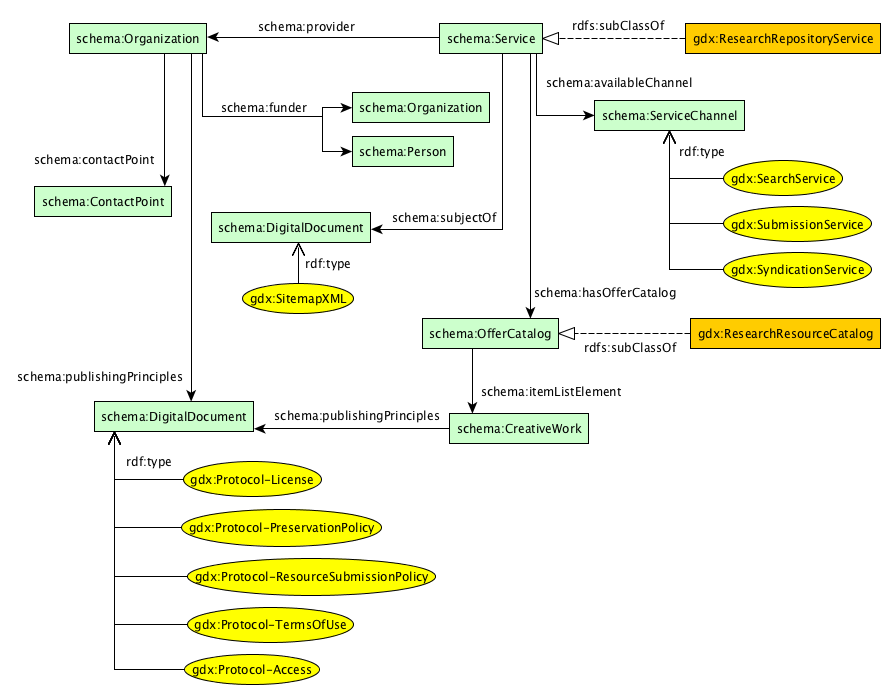 rdfs:subClassOf
schema:provider
schema:Organization
schema:Service
gdx:ResearchRepositoryService
schema:availableChannel
schema:funder
schema:Organization
schema:ServiceChannel
schema:Person
rdf:type
schema:contactPoint
gdx:SearchService
schema:ContactPoint
schema:subjectOf
schema:DigitalDocument
gdx:SubmissionService
rdf:type
gdx:SyndicationService
gdx:SitemapXML
schema:hasOfferCatalog
schema:OfferCatalog
gdx:ResearchResourceCatalog
rdfs:subClassOf
schema:publishingPrinciples
schema:itemListElement
schema:DigitalDocument
schema:publishingPrinciples
schema:CreativeWork
rdf:type
gdx:Protocol-License
gdx:Protocol-PreservationPolicy
gdx:Protocol-ResourceSubmissionPolicy
gdx:Protocol-TermsOfUse
gdx:Protocol-Access